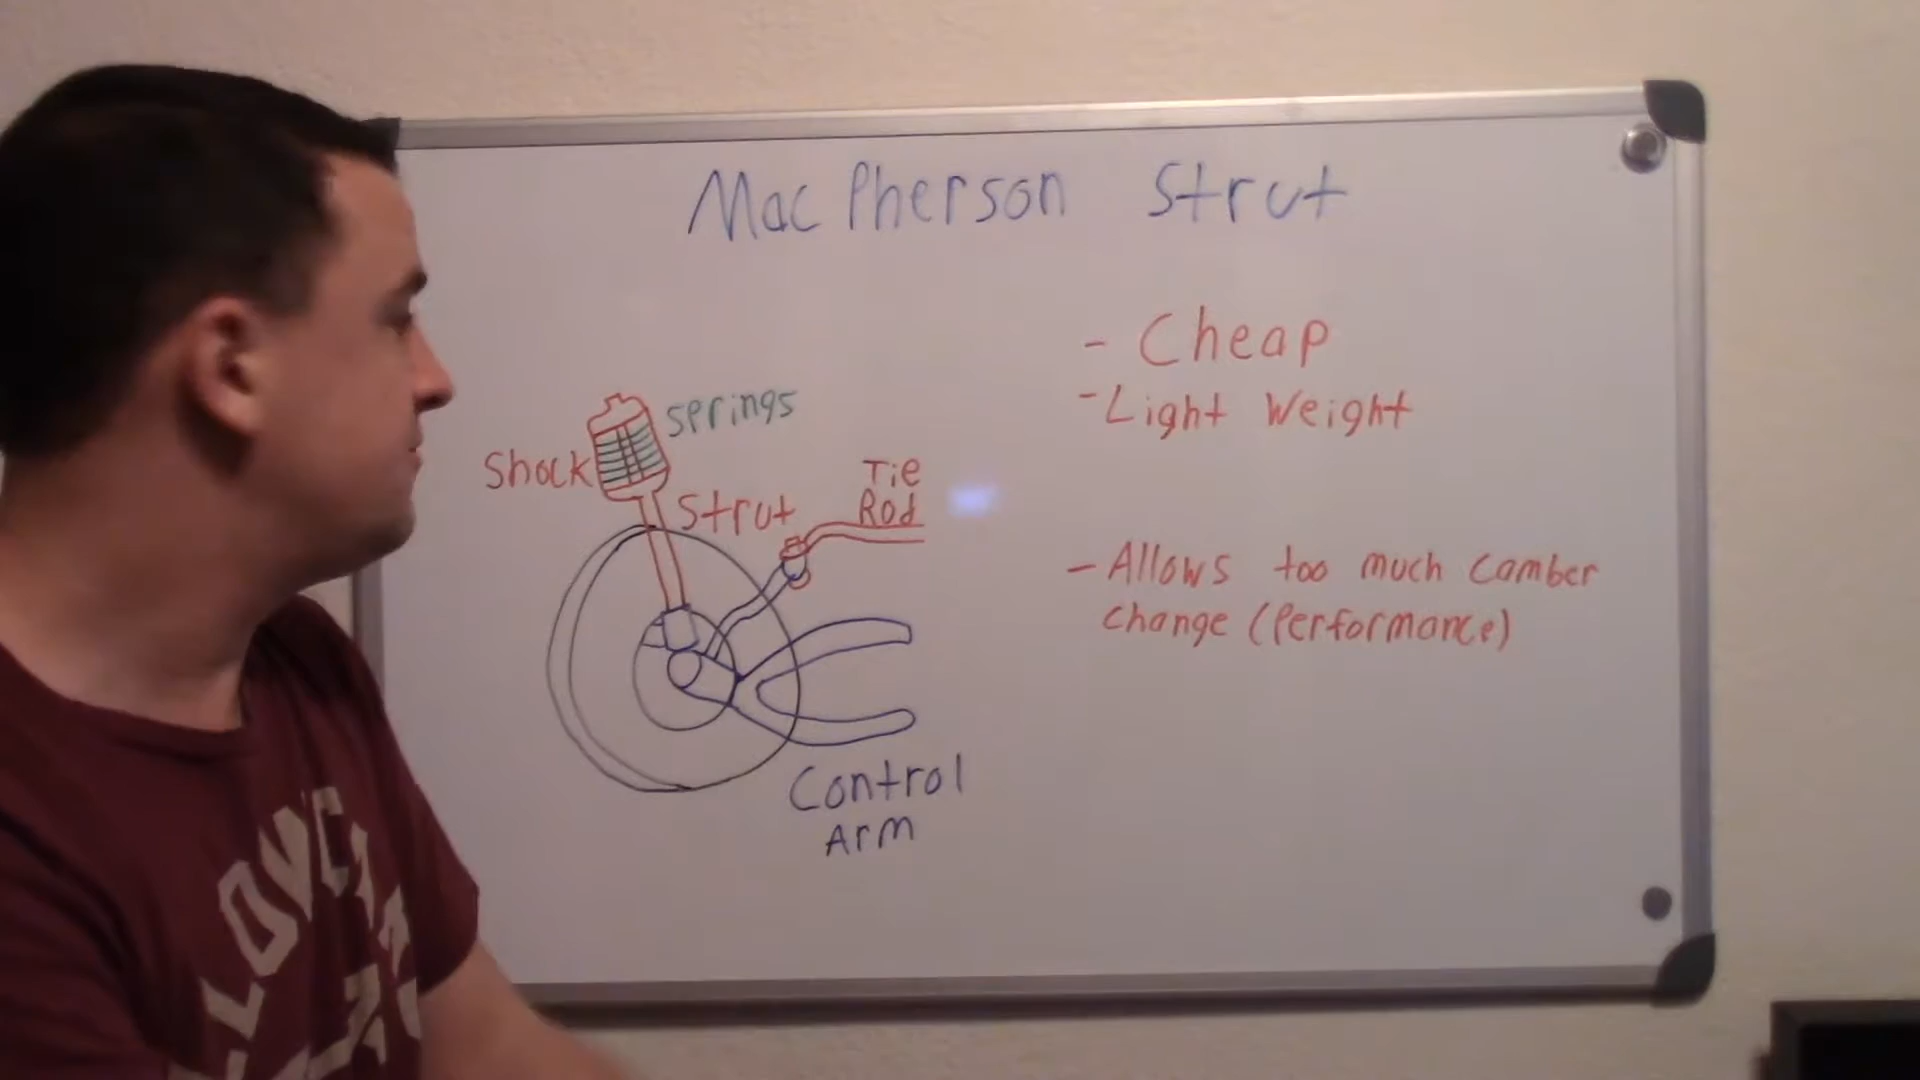 MacPherson Strut
- Cheap
- Light Weight
springs
Shock
Strut
Tie
Rod
- Allows too much camber
change (Performance)
Control
Arm